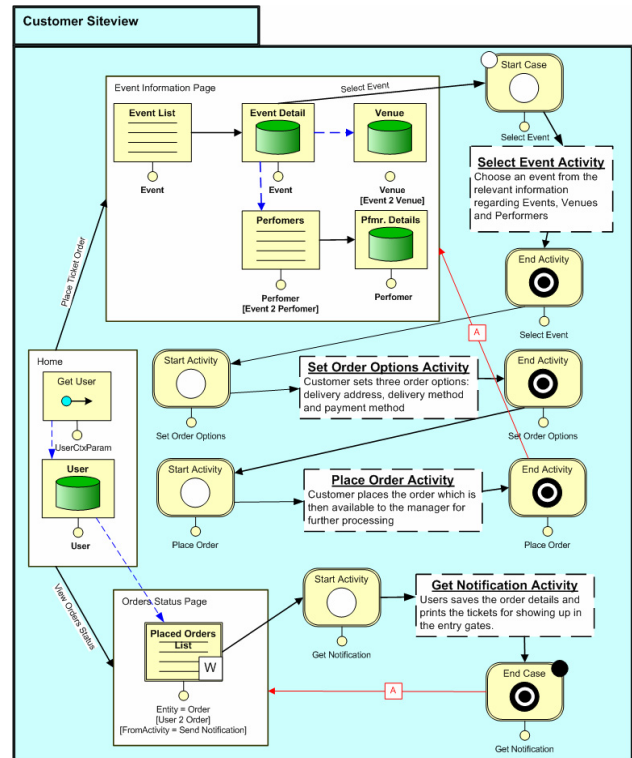 Customer Siteview
Event Information Page
Event List
Event
Event Detail
Event
Venue
Venue
[Event 2 Venue]
Perfomers
Perfomer
[Event 2 Perfomer]
Pfmr. Details
Perfomer
Select Event
Start Case
Select Event
Select Event Activity
Choose an event from the
relevant information
regarding Events, Venues
and Performers
End Activity
Select Event
Place Ticket Order
A
Home
Get User
UserCtxParam
User
User
Start Activity
Set Order Options
Set Order Options Activity
Customer sets three order options:
delivery address, delivery method
and payment method
End Activity
Set Order Options
Start Activity
Place Order
Place Order Activity
Customer places the order which is
then available to the manager for
further processing
End Activity
Place Order
View Orders Status
Orders Status Page
Placed Orders
List
W
Entity = Order
[User 2 Order]
[FromActivity = Send Notification]
Start Activity
Get Notification
Get Notification Activity
Users saves the order details and
prints the tickets for showing up in
the entry gates.
A
End Case
Get Notification